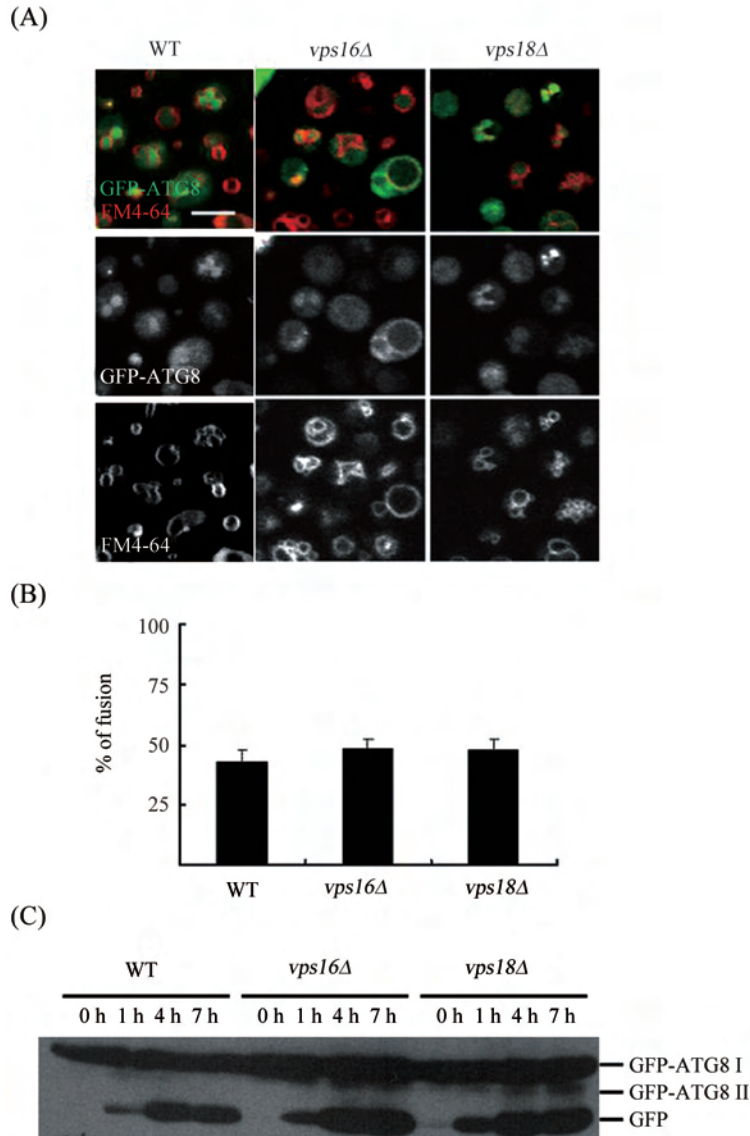 (A)
WT vps16Δ vps18Δ
GFP-ATG8
FM4-64
GFP-ATG8
FM4-64
(B)
% of fusion
100
75
50
25
WT vps16Δ vps18Δ
(C)
WT vps16Δ vps18Δ
0 h 1 h 4 h 7 h 0 h 1 h 4 h 7 h 0 h 1 h 4 h 7 h
GFP-ATG8 I
GFP-ATG8 II
GFP